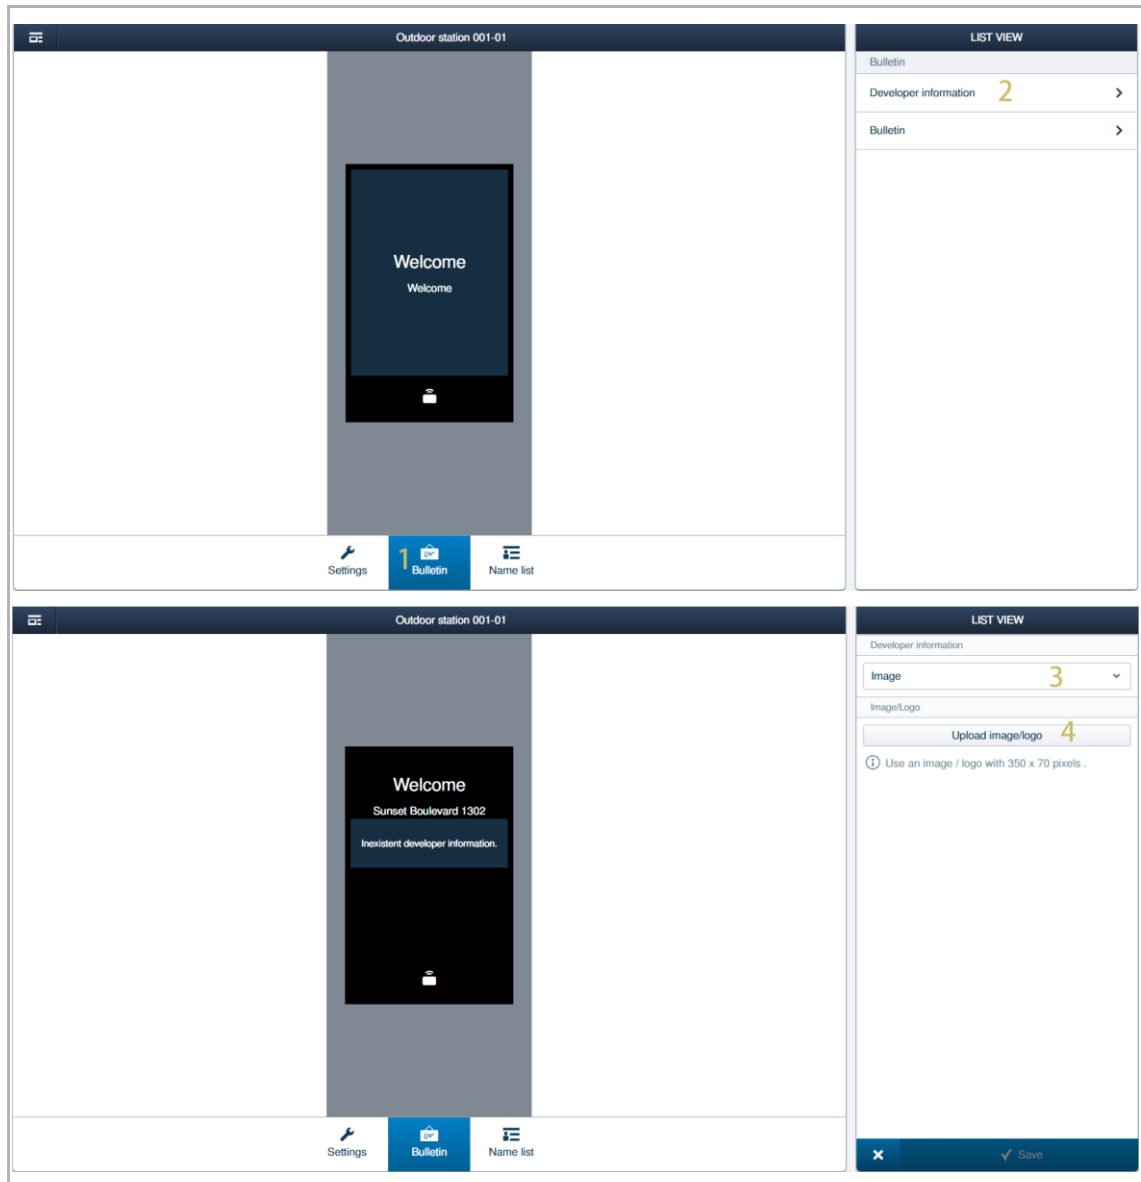 Outdoor station 001-01
LIST VIEW
Bulletin
Developer information 2
Bulletin
Welcome
Welcome
1
Settings
Bulletin
Name list
Outdoor station 001-01
LIST VIEW
Developer information
Image 3
Image/Logo
Upload image/logo 4
Use an image / logo with 350 x 70 pixels .
Welcome
Sunset Boulevard 1302
Inexistent developer information.
Settings
Bulletin
Name list
Save